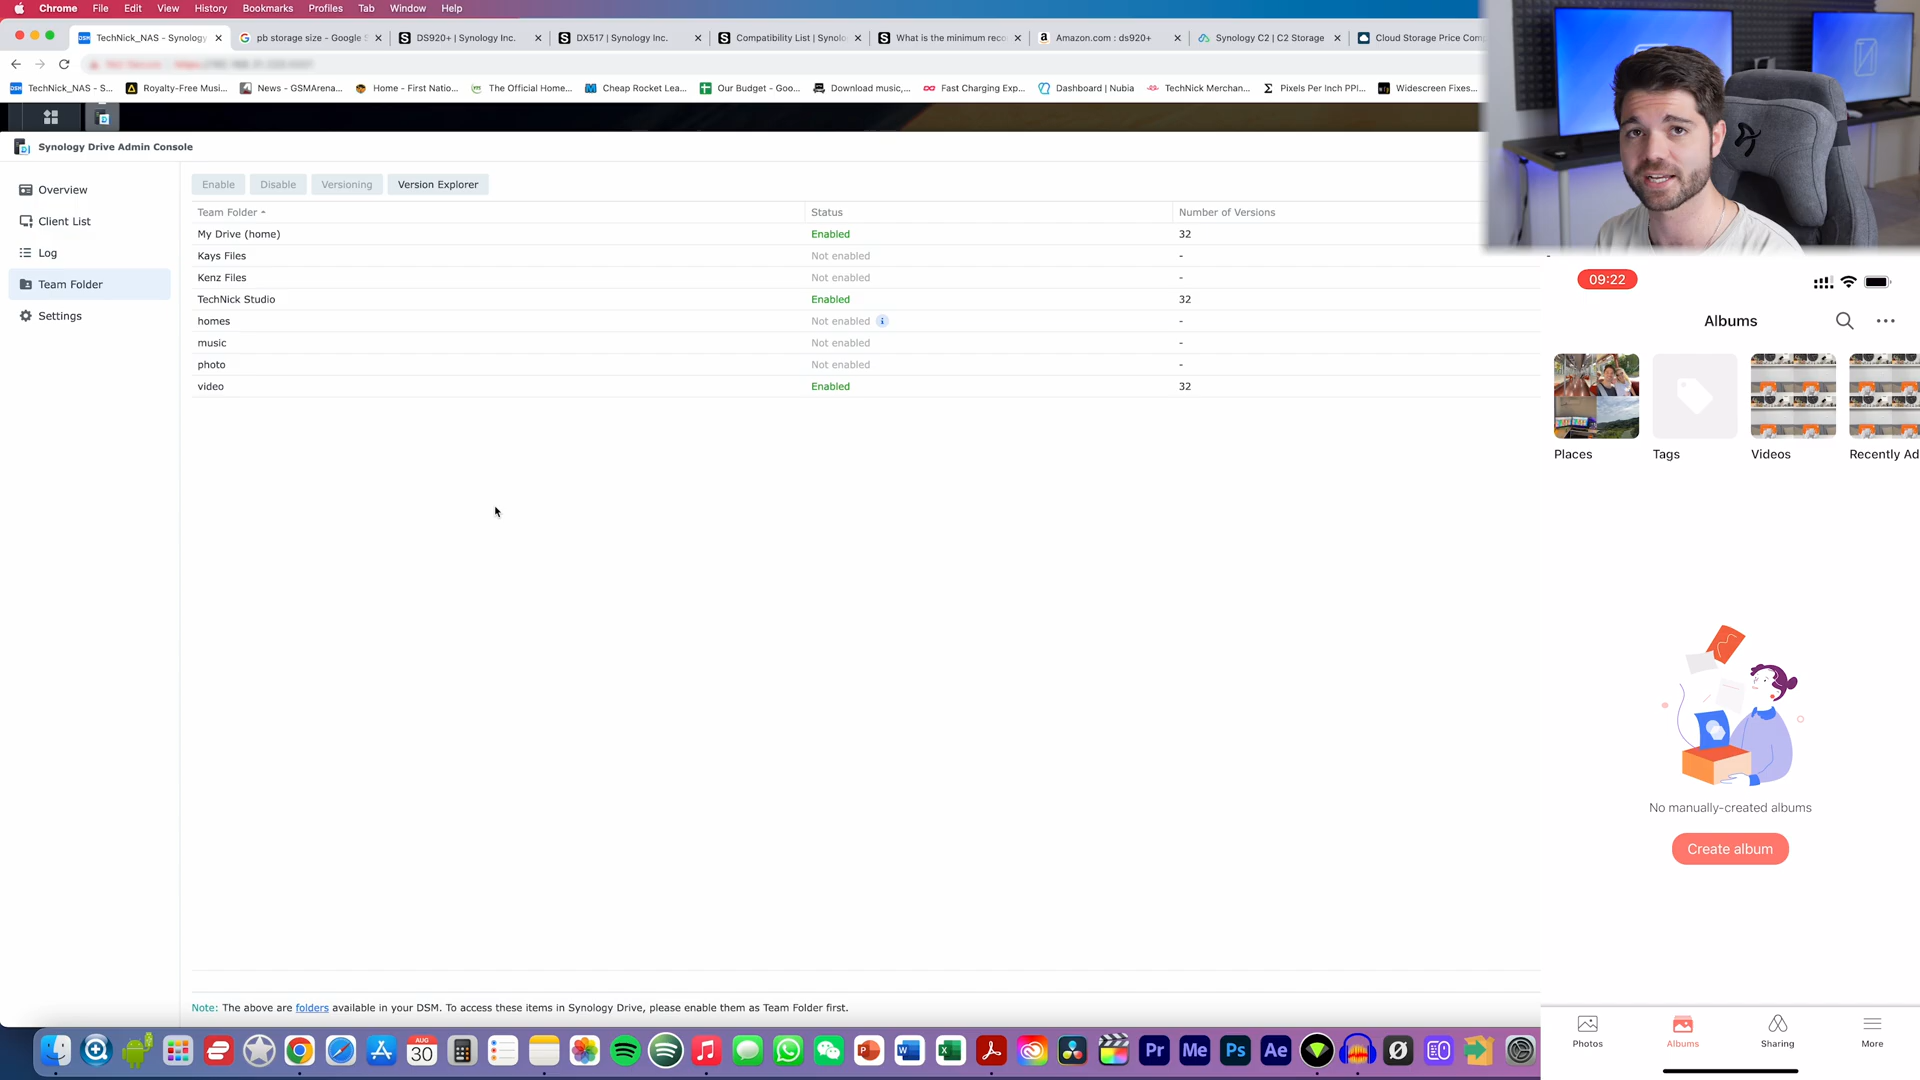 Chrome File Edit View History Bookmarks Profiles Tab Window Help
TechNick_NAS - Synology
pb storage size - Google S
DS920+ | Synology Inc.
DX517 | Synology Inc.
Compatibility List | Synolo
What is the minimum reco
Amazon.com : ds920+
Synology C2 | C2 Storage
Cloud Storage Price Com
DSM TechNick_NAS - S...
Royalty-Free Musi...
News - GSMArena...
Home - First Natio...
The Official Home...
Cheap Rocket Lea...
Our Budget - Goo...
Download music,...
Fast Charging Exp...
Dashboard | Nubia
TechNick Merchan...
Pixels Per Inch PPI...
Widescreen Fixes...
Synology Drive Admin Console
Overview
Client List
Log
Team Folder
Settings
Enable Disable Versioning Version Explorer
Team Folder Status Number of Versions
My Drive (home) Enabled 32
Kays Files Not enabled -
Kenz Files Not enabled -
TechNick Studio Enabled 32
homes Not enabled i -
music Not enabled -
photo Not enabled -
video Enabled 32
Note: The above are folders available in your DSM. To access these items in Synology Drive, please enable them as Team Folder first.
09:22
Albums
Places Tags Videos Recently Ad
No manually-created albums
Create album
Photos Albums Sharing More
AUG
30
Pr Me Ps Ae